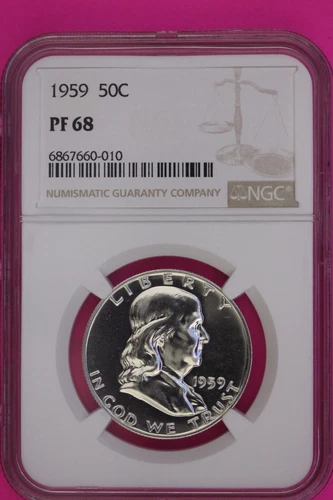 1959 50C
PF 68
6867660-010
NUMISMATIC GUARANTY COMPANY
NGC®
LIBERTY
1959
IN GOD WE TRUST